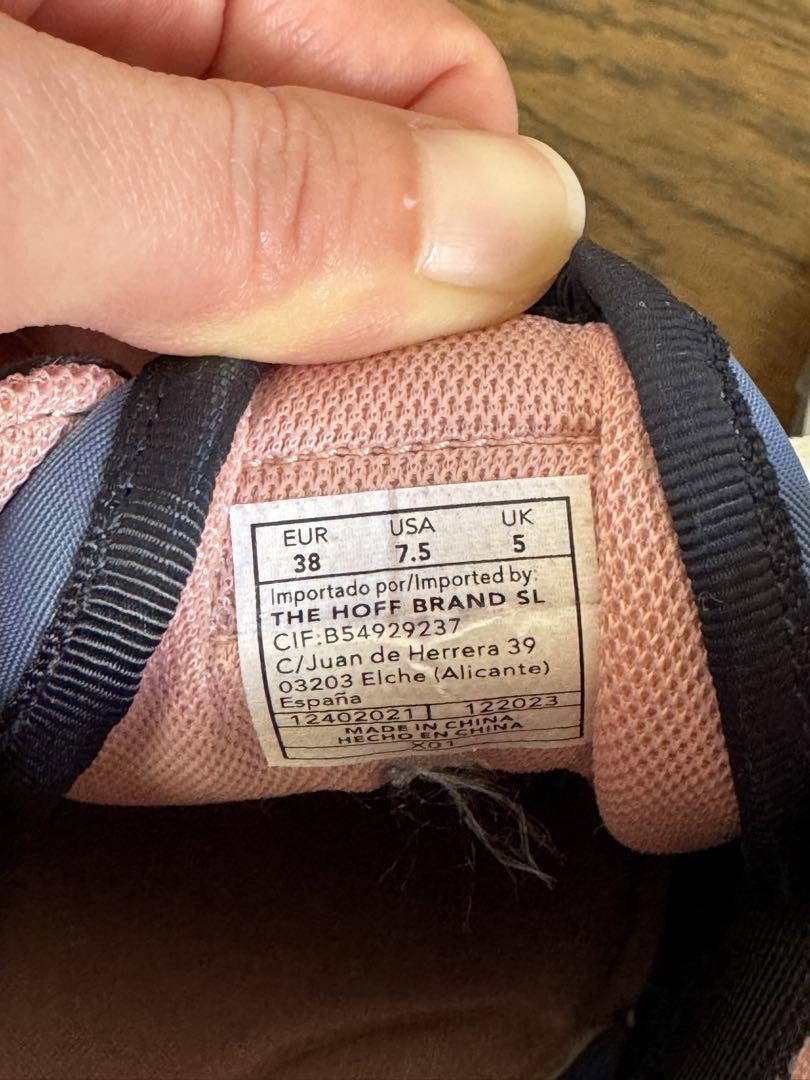 EUR USA UK
38 7.5 5
Importado por/Imported by:
THE HOFF BRAND SL
CIF:B54929237
C/Juan de Herrera 39
03203 Elche (Alicante)
España
12402021 122023
MADE IN CHINA
HECHO EN CHINA
X01